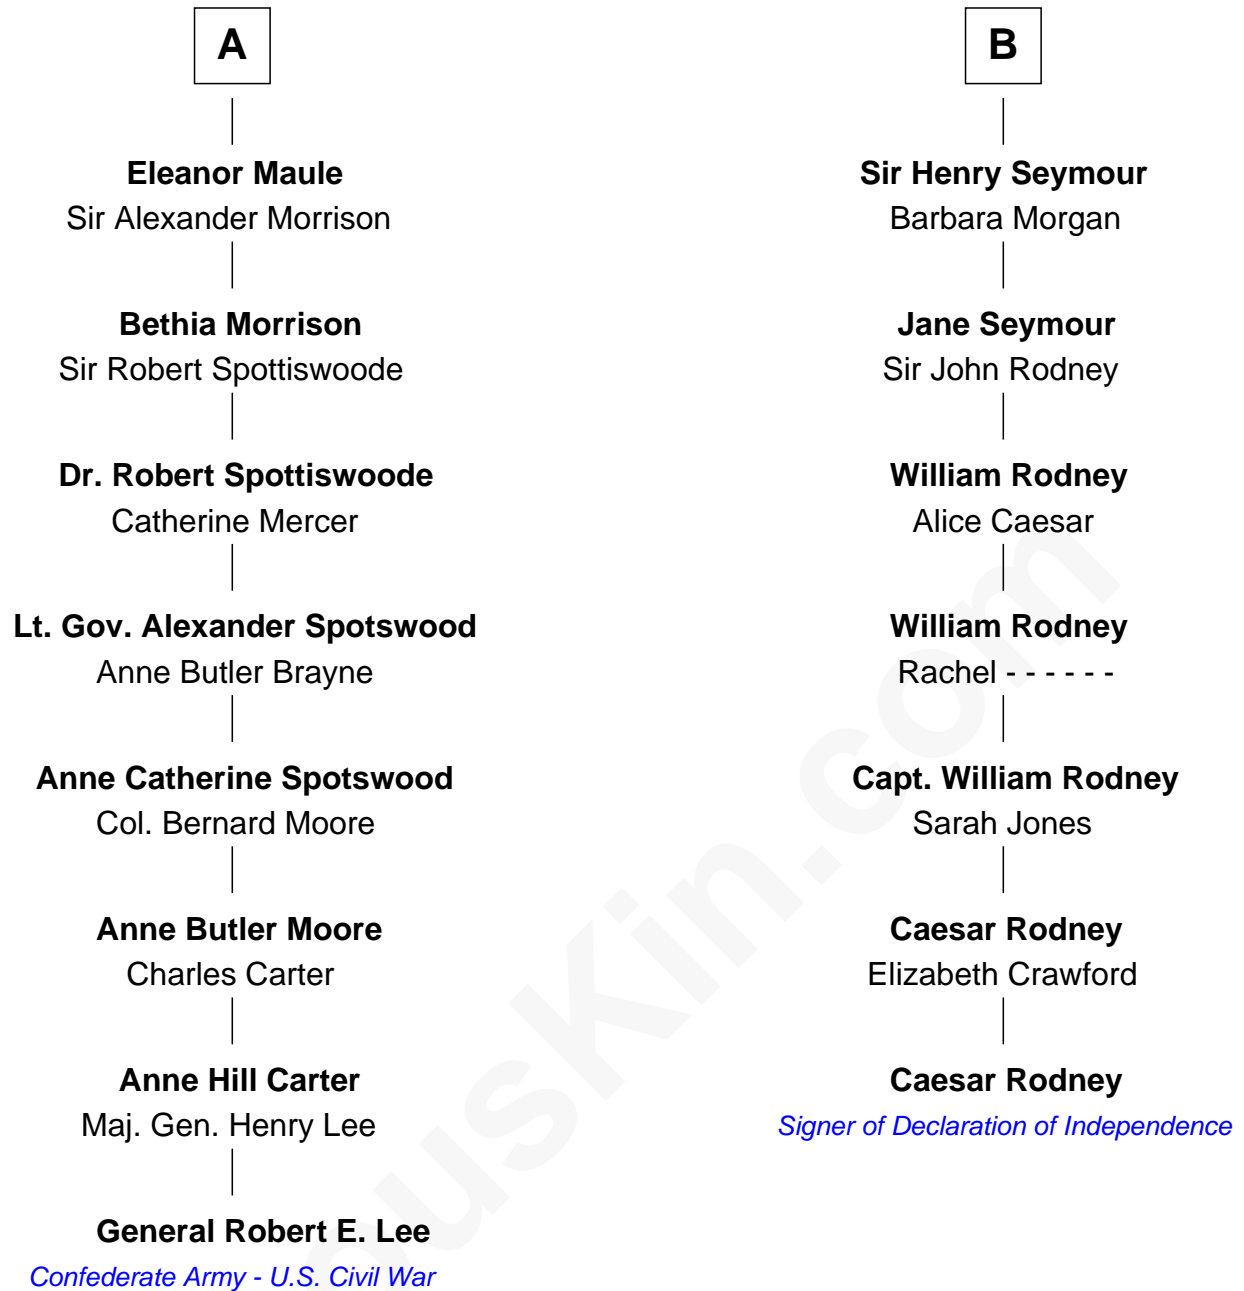 A
Eleanor Maule
Sir Alexander Morrison
Bethia Morrison
Sir Robert Spottiswoode
Dr. Robert Spottiswoode
Catherine Mercer
Lt. Gov. Alexander Spotswood
Anne Butler Brayne
Anne Catherine Spotswood
Col. Bernard Moore
Anne Butler Moore
Charles Carter
Anne Hill Carter
Maj. Gen. Henry Lee
General Robert E. Lee
Confederate Army - U.S. Civil War
B
Sir Henry Seymour
Barbara Morgan
Jane Seymour
Sir John Rodney
William Rodney
Alice Caesar
William Rodney
Rachel - - - - - -
Capt. William Rodney
Sarah Jones
Caesar Rodney
Elizabeth Crawford
Caesar Rodney
Signer of Declaration of Independence
ousKin.com